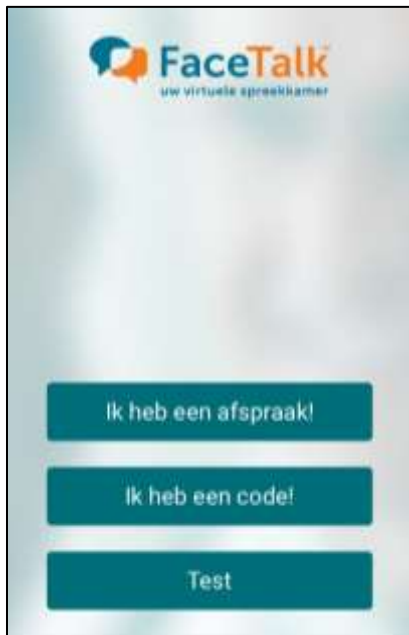 FaceTalk
uw virtuele spreekkamer
Ik heb een afspraak!
Ik heb een code!
Test